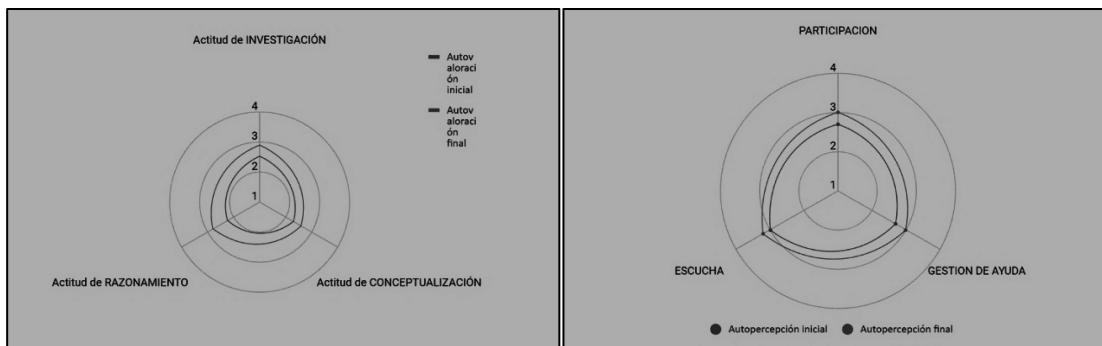 Actitud de INVESTIGACIÓN
Autov
aloraci
ón
inicial
Autov
aloraci
ón
final
4
3
2
1
Actitud de RAZONAMIENTO
Actitud de CONCEPTUALIZACIÓN
PARTICIPACION
4
3
2
1
ESCUCHA
GESTION DE AYUDA
Autopercepción inicial
Autopercepción final